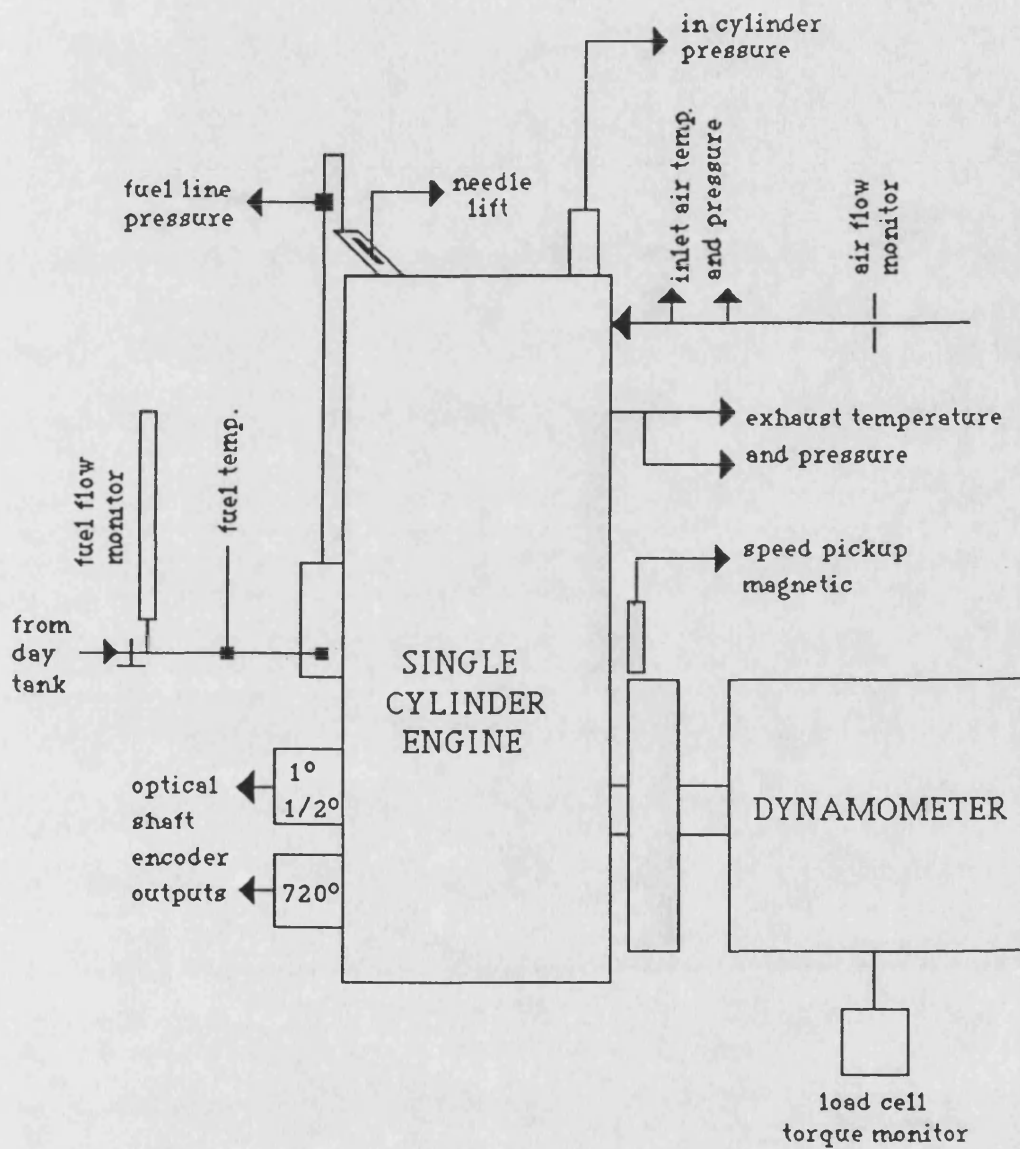 in cylinder
pressure
fuel line
pressure
needle
lift
inlet air temp.
and pressure
air flow
monitor
exhaust temperature
and pressure
fuel flow
monitor
fuel temp.
speed pickup
magnetic
from
day
tank
SINGLE
CYLINDER
ENGINE
optical
shaft
encoder
outputs
1°
1/2°
720°
DYNAMOMETER
load cell
torque monitor